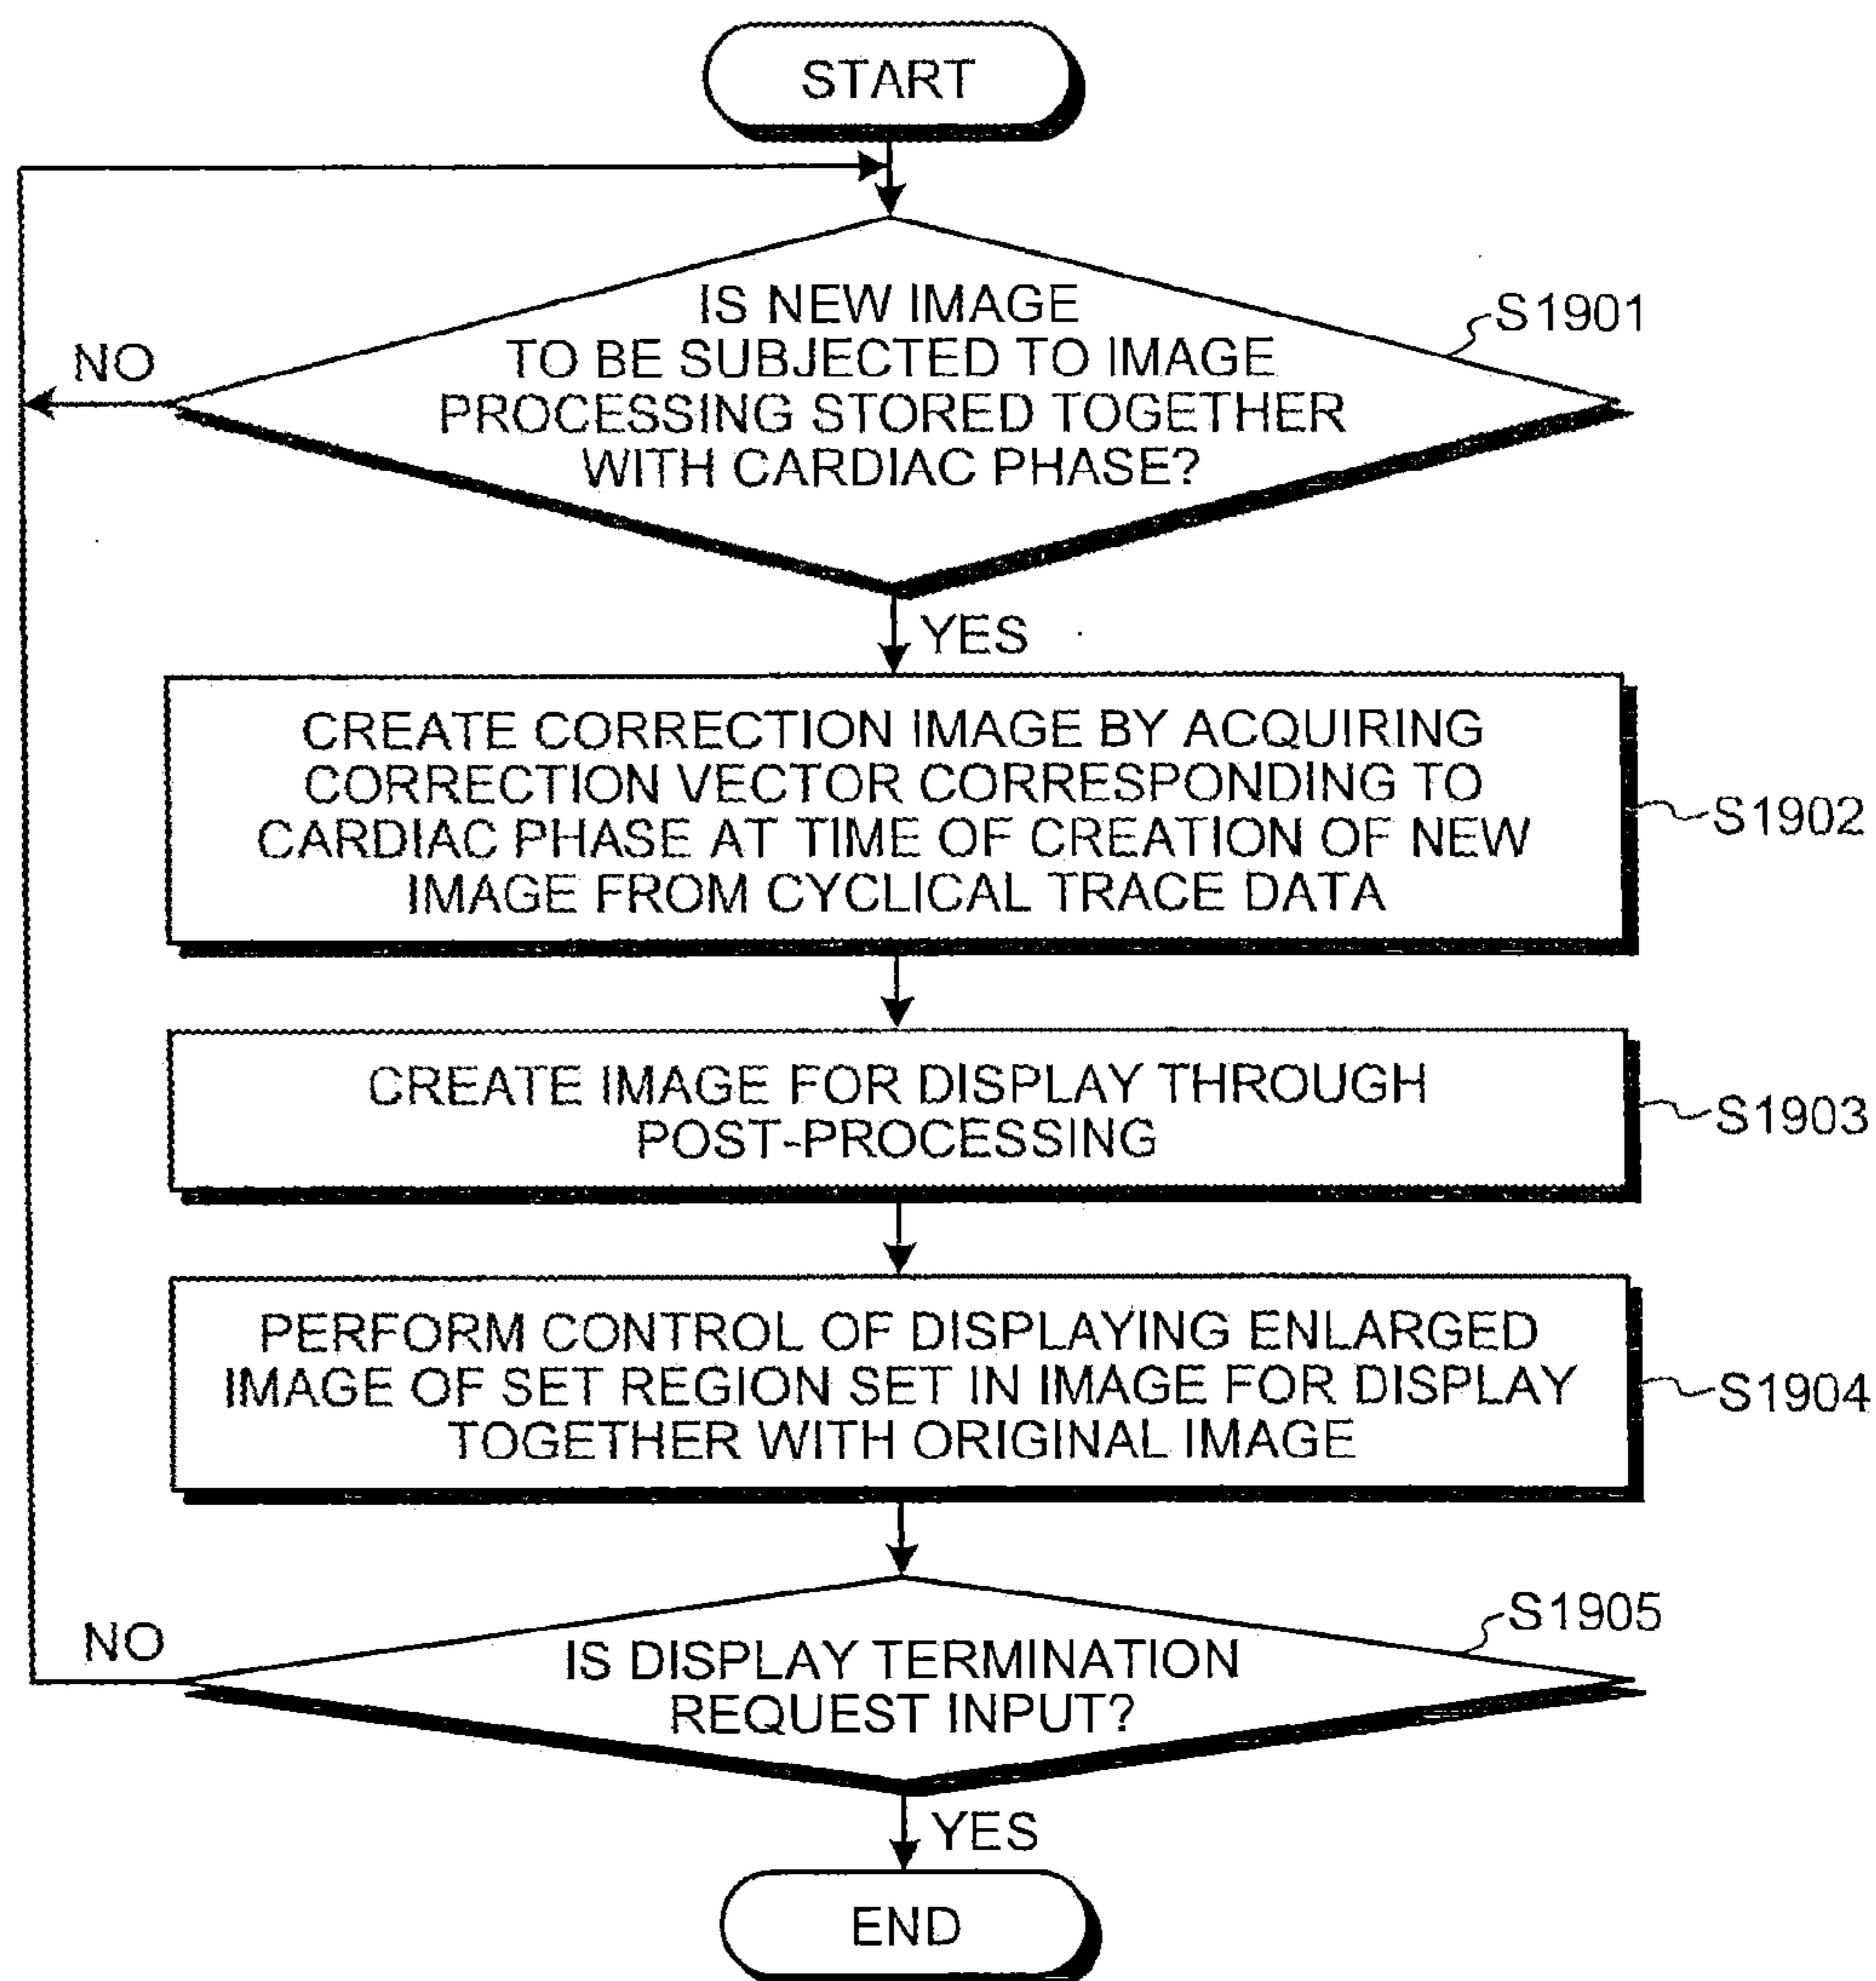 START
IS NEW IMAGE
TO BE SUBJECTED TO IMAGE
PROCESSING STORED TOGETHER
WITH CARDIAC PHASE?
S1901
NO
YES
CREATE CORRECTION IMAGE BY ACQUIRING
CORRECTION VECTOR CORRESPONDING TO
CARDIAC PHASE AT TIME OF CREATION OF NEW
IMAGE FROM CYCLICAL TRACE DATA
S1902
CREATE IMAGE FOR DISPLAY THROUGH
POST-PROCESSING
S1903
PERFORM CONTROL OF DISPLAYING ENLARGED
IMAGE OF SET REGION SET IN IMAGE FOR DISPLAY
TOGETHER WITH ORIGINAL IMAGE
S1904
IS DISPLAY TERMINATION
REQUEST INPUT?
S1905
NO
YES
END